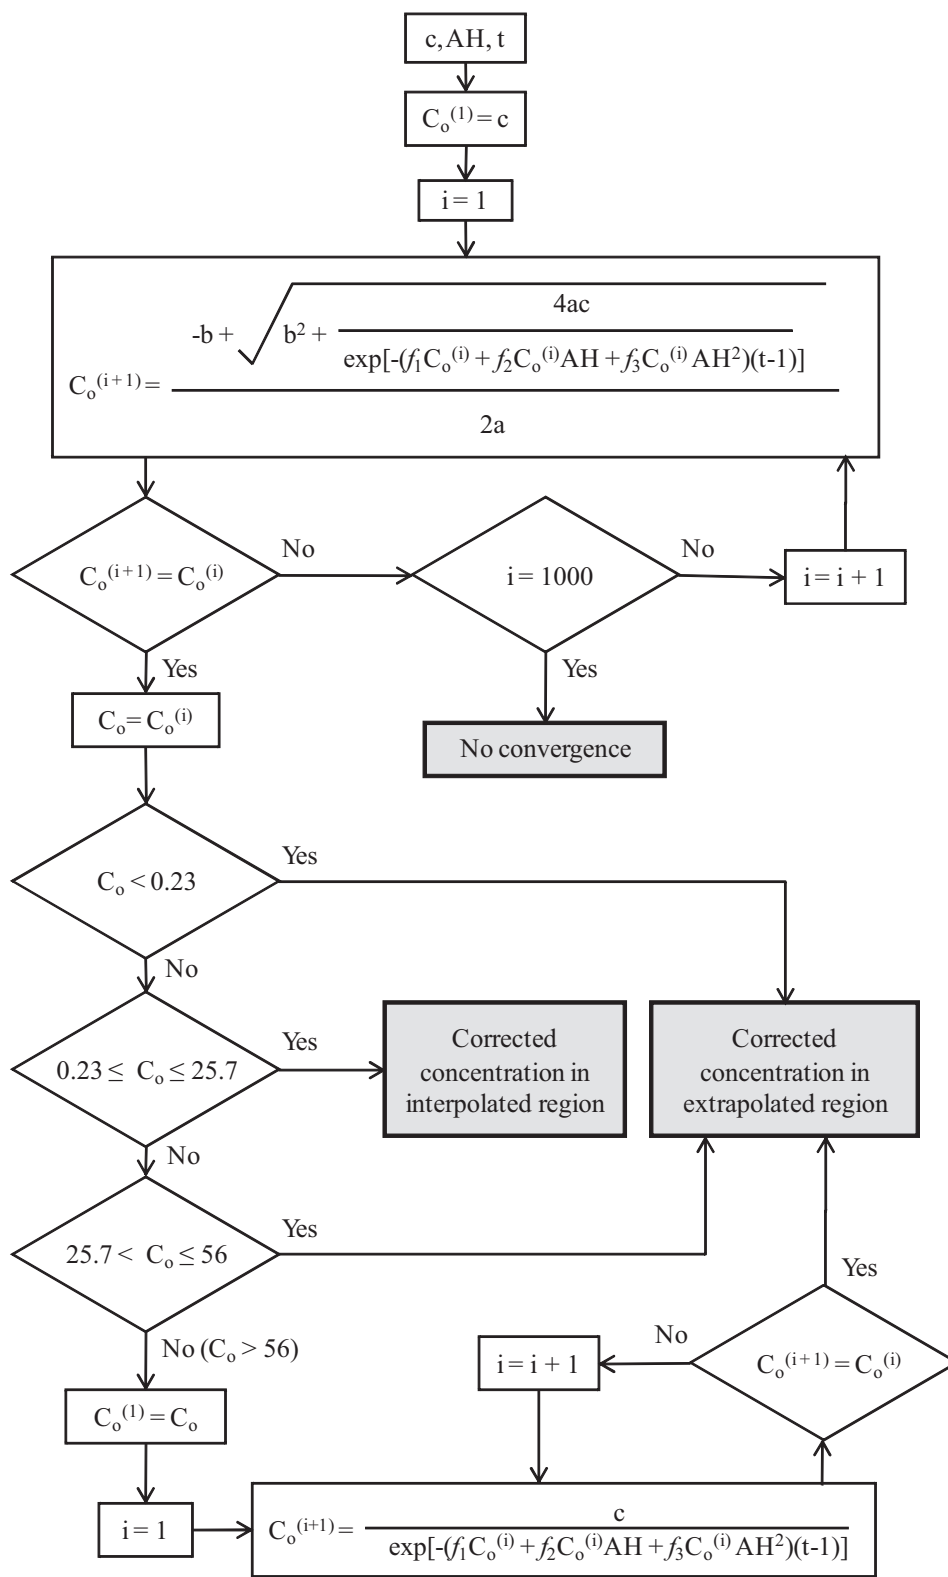 c, AH, t
Cₒ⁽¹⁾ = c
i = 1
Cₒ⁽ⁱ⁺¹⁾ =
-b + √ b² +
4ac
exp[-(f₁Cₒ⁽ⁱ⁾ + f₂Cₒ⁽ⁱ⁾AH + f₃Cₒ⁽ⁱ⁾ AH²)(t-1)]
2a
Cₒ⁽ⁱ⁺¹⁾ = Cₒ⁽ⁱ⁾
No
i = 1000
No
i = i + 1
Yes
Yes
Cₒ = Cₒ⁽ⁱ⁾
No convergence
Cₒ < 0.23
Yes
No
0.23 ≤ Cₒ ≤ 25.7
Yes
Corrected
concentration in
interpolated region
Corrected
concentration in
extrapolated region
No
25.7 < Cₒ ≤ 56
Yes
No (Cₒ > 56)
Yes
Cₒ⁽ⁱ⁺¹⁾ = Cₒ⁽ⁱ⁾
No
i = i + 1
Cₒ⁽¹⁾ = Cₒ
i = 1
Cₒ⁽ⁱ⁺¹⁾ =
c
exp[-(f₁Cₒ⁽ⁱ⁾ + f₂Cₒ⁽ⁱ⁾AH + f₃Cₒ⁽ⁱ⁾ AH²)(t-1)]